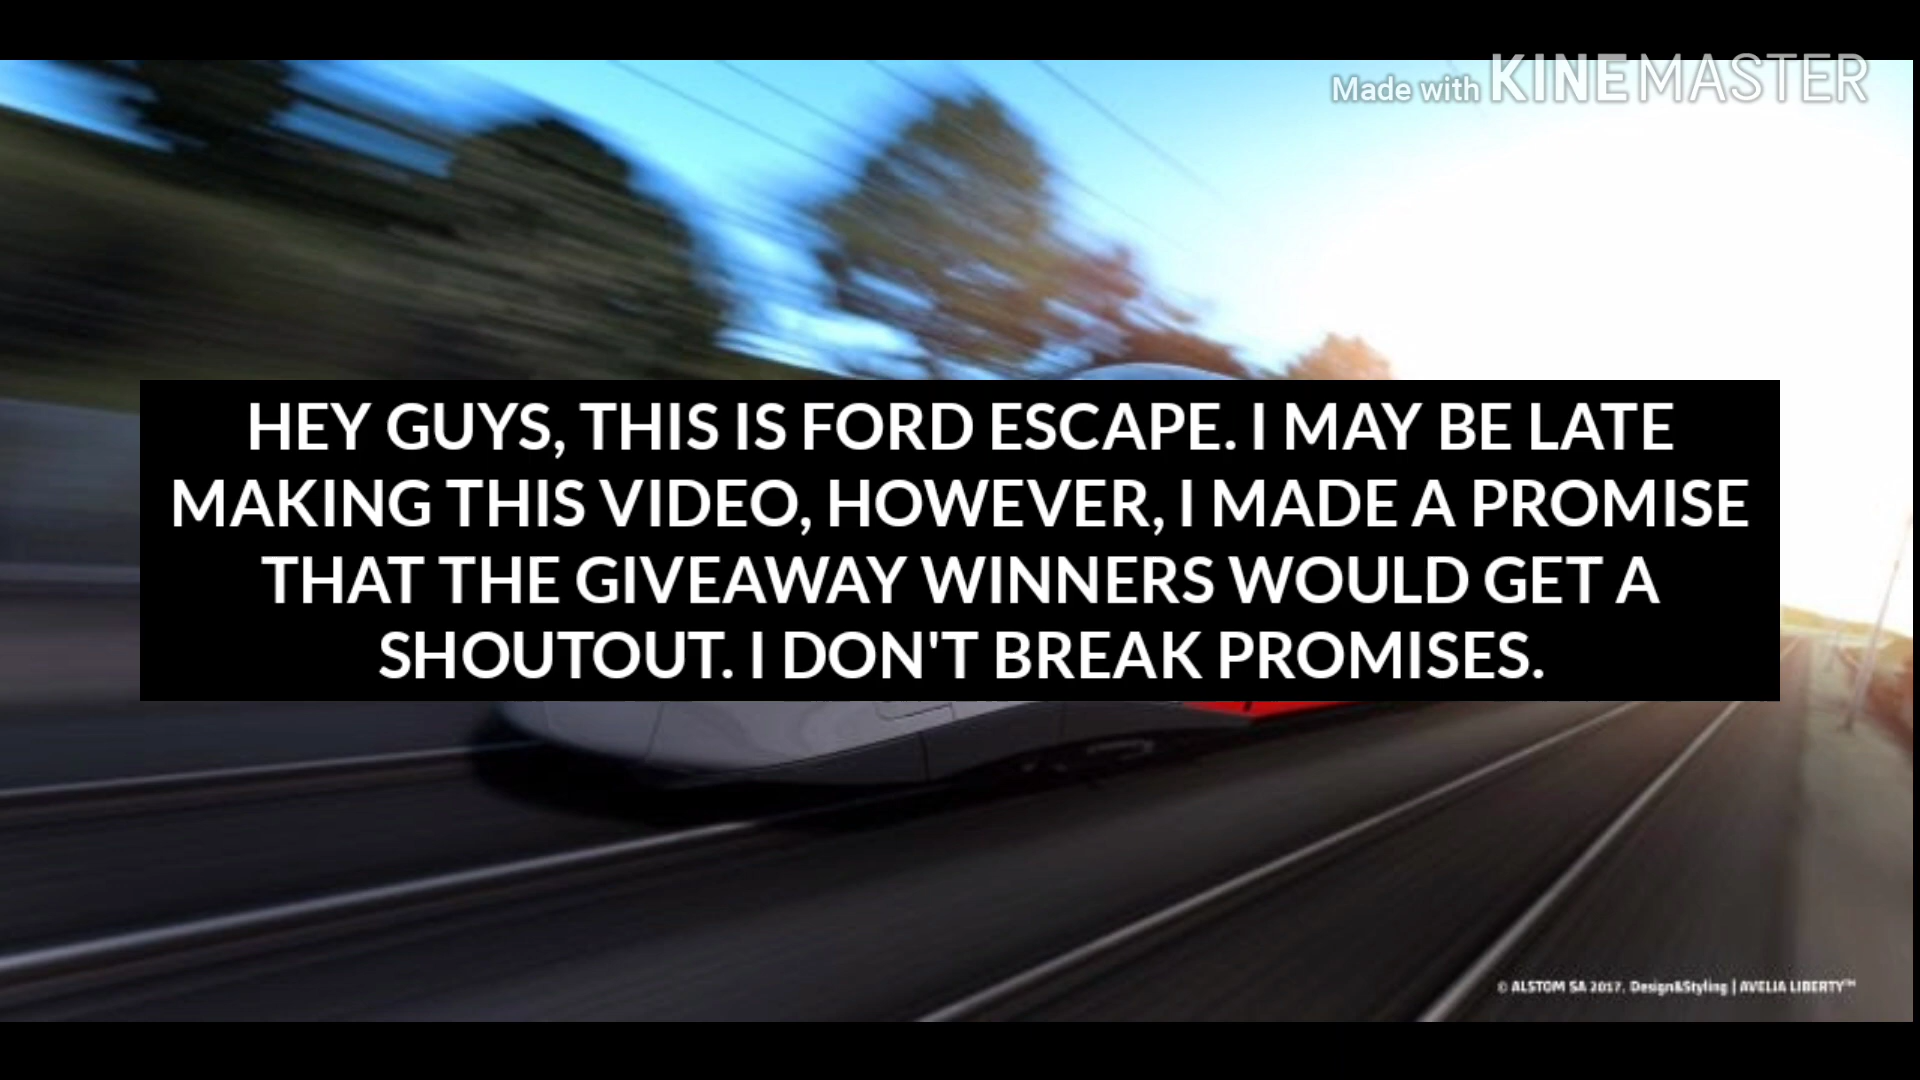 Made with KINEMASTER
HEY GUYS, THIS IS FORD ESCAPE. I MAY BE LATE
MAKING THIS VIDEO, HOWEVER, I MADE A PROMISE
THAT THE GIVEAWAY WINNERS WOULD GET A
SHOUTOUT. I DON'T BREAK PROMISES.
© ALSTOM SA 2017. Design&Styling | AVELIA LIBERTY™